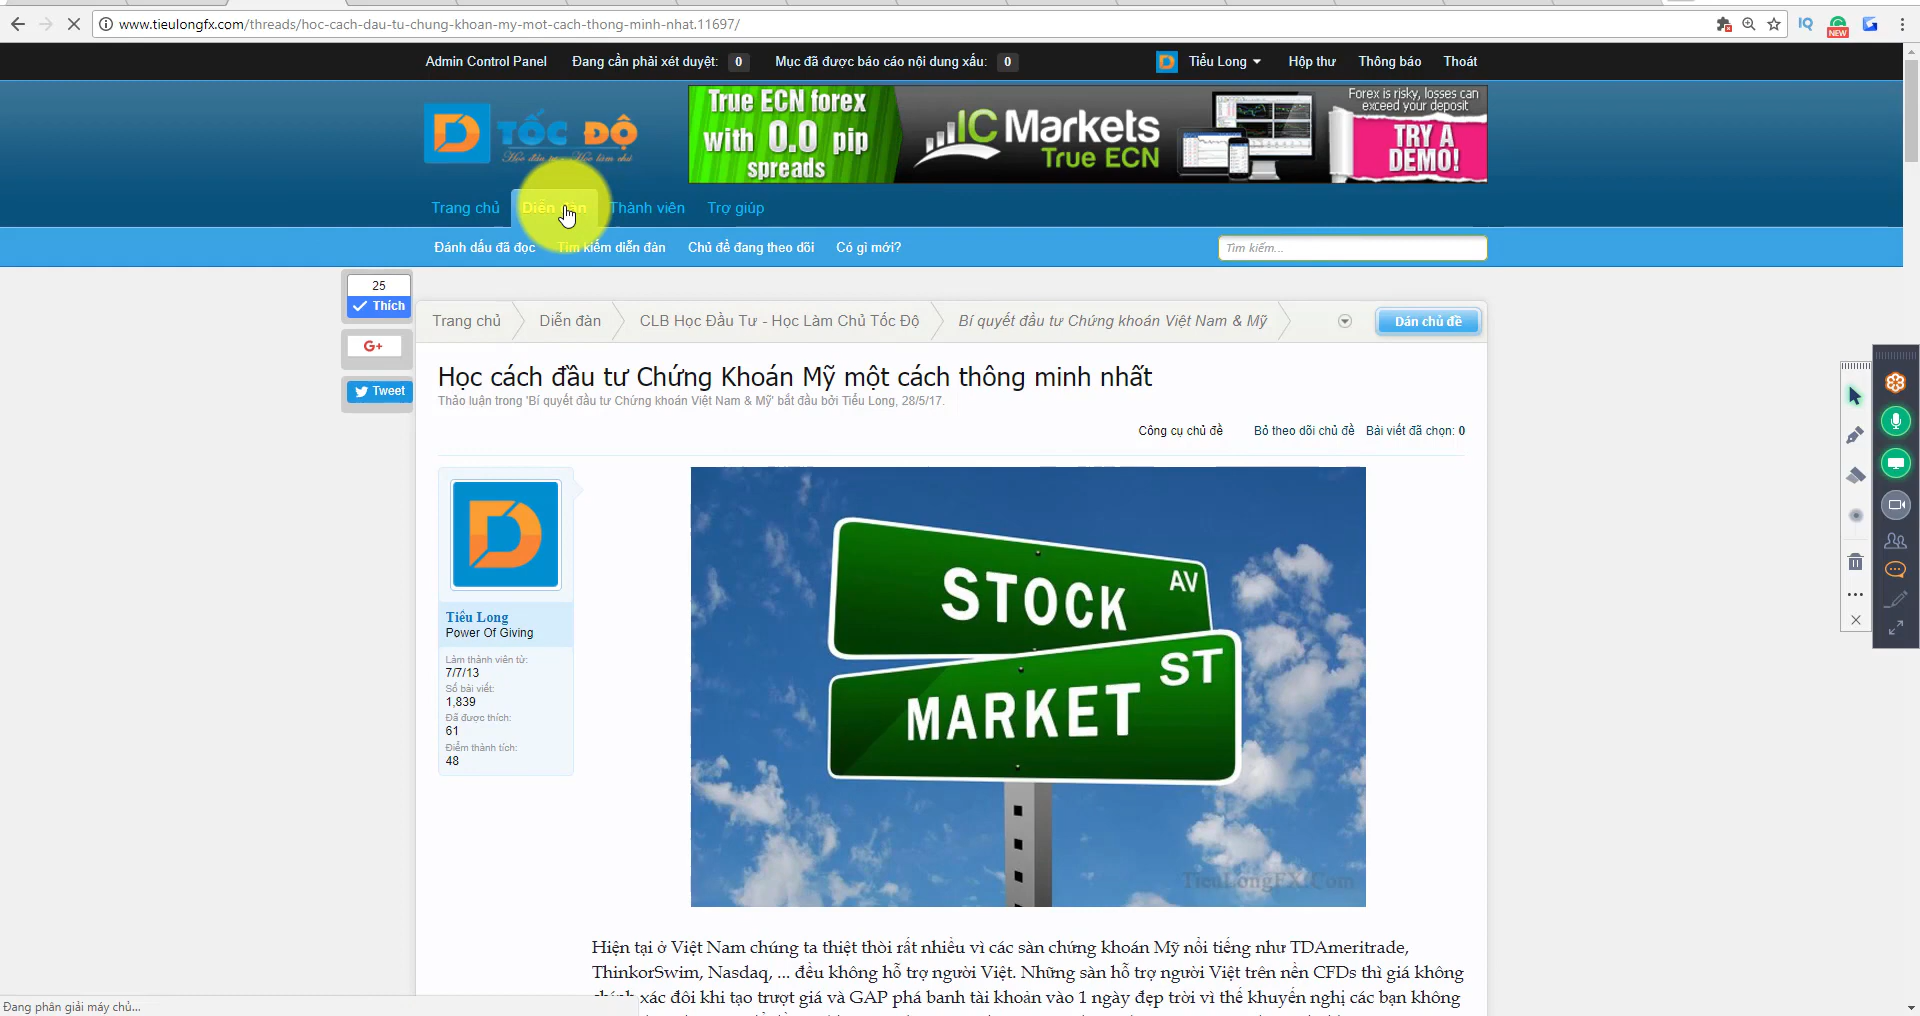 www.tieulongfx.com/threads/hoc-cach-dau-tu-chung-khoan-my-mot-cach-thong-minh-nhat.11697/
IQ
NEW
Admin Control Panel
Đang cần phải xét duyệt: 0
Mục đã được báo cáo nội dung xấu: 0
Tiểu Long
Hộp thư
Thông báo
Thoát
TỐC ĐỘ
True ECN forex
with 0.0 pip
spreads
IC Markets
True ECN
Forex is risky, losses can
exceed your deposit
TRY A
DEMO!
Trang chủ
Diễn đàn
Thành viên
Trợ giúp
Đánh dấu đã đọc
Tìm kiếm diễn đàn
Chủ đề đang theo dõi
Có gì mới?
Tìm kiếm...
25
Thích
G+
Tweet
Trang chủ
Diễn đàn
CLB Học Đầu Tư - Học Làm Chủ Tốc Độ
Bí quyết đầu tư Chứng khoán Việt Nam & Mỹ
Dán chủ đề
Học cách đầu tư Chứng Khoán Mỹ một cách thông minh nhất
Thảo luận trong 'Bí quyết đầu tư Chứng khoán Việt Nam & Mỹ' bắt đầu bởi Tiểu Long, 28/5/17.
Công cụ chủ đề
Bỏ theo dõi chủ đề
Bài viết đã chọn: 0
Tiểu Long
Power Of Giving
Làm thành viên từ:
7/7/13
Số bài viết:
1,839
Đã được thích:
61
Điểm thành tích:
48
STOCK AV
MARKET ST
TieuLongFX.Com
Hiện tại ở Việt Nam chúng ta thiệt thòi rất nhiều vì các sàn chứng khoán Mỹ nổi tiếng như TDAmeritrade,
ThinkorSwim, Nasdaq, ... đều không hỗ trợ người Việt. Những sàn hỗ trợ người Việt trên nền CFDs thì giá không
chính xác đôi khi tạo trượt giá và GAP phá banh tài khoản vào 1 ngày đẹp trời vì thế khuyến nghị các bạn không
Đang phân giải máy chủ...